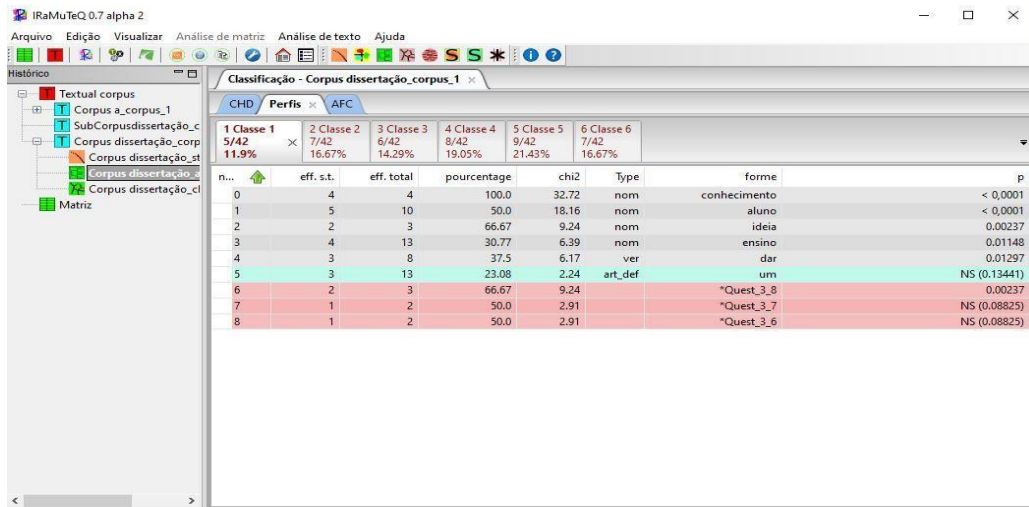 IRaMuTeQ 0.7 alpha 2
Arquivo Edição Visualizar Análise de matriz Análise de texto Ajuda
Histórico
Textual corpus
Corpus a_corpus_1
SubCorpusdissertação_c
Corpus dissertação_corp
Corpus dissertação_st
Corpus dissertação_a
Corpus dissertação_cl
Matriz
Classificação - Corpus dissertação_corpus_1
CHD Perfis AFC
1 Classe 1 2 Classe 2 3 Classe 3 4 Classe 4 5 Classe 5 6 Classe 6
5/42 7/42 6/42 8/42 9/42 7/42
11.9% 16.67% 14.29% 19.05% 21.43% 16.67%
n... eff. s.t. eff. total pourcentage chi2 Type forme p
0 4 4 100.0 32.72 nom conhecimento < 0,0001
1 5 10 50.0 18.16 nom aluno < 0,0001
2 2 3 66.67 9.24 nom ideia 0.00237
3 4 13 30.77 6.39 nom ensino 0.01148
4 3 8 37.5 6.17 ver dar 0.01297
5 3 13 23.08 2.24 art_def um NS (0.13441)
6 2 3 66.67 9.24 *Quest_3_8 0.00237
7 1 2 50.0 2.91 *Quest_3_7 NS (0.08825)
8 1 2 50.0 2.91 *Quest_3_6 NS (0.08825)